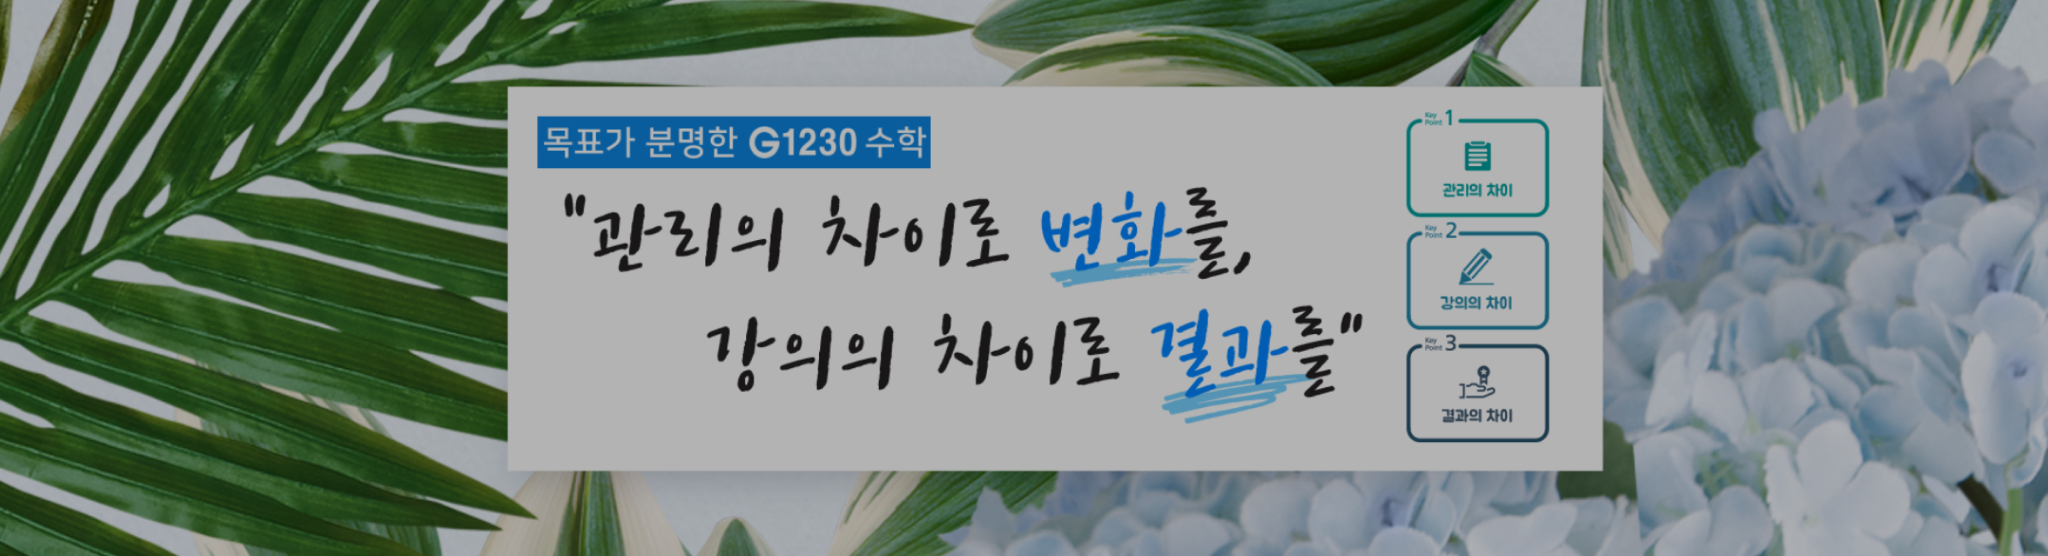 목표가 분명한 G1230 수학
"관리의 차이로 변화를,
강의의 차이로 결과를"
Key Point 1
관리의 차이
Key Point 2
강의의 차이
Key Point 3
결과의 차이